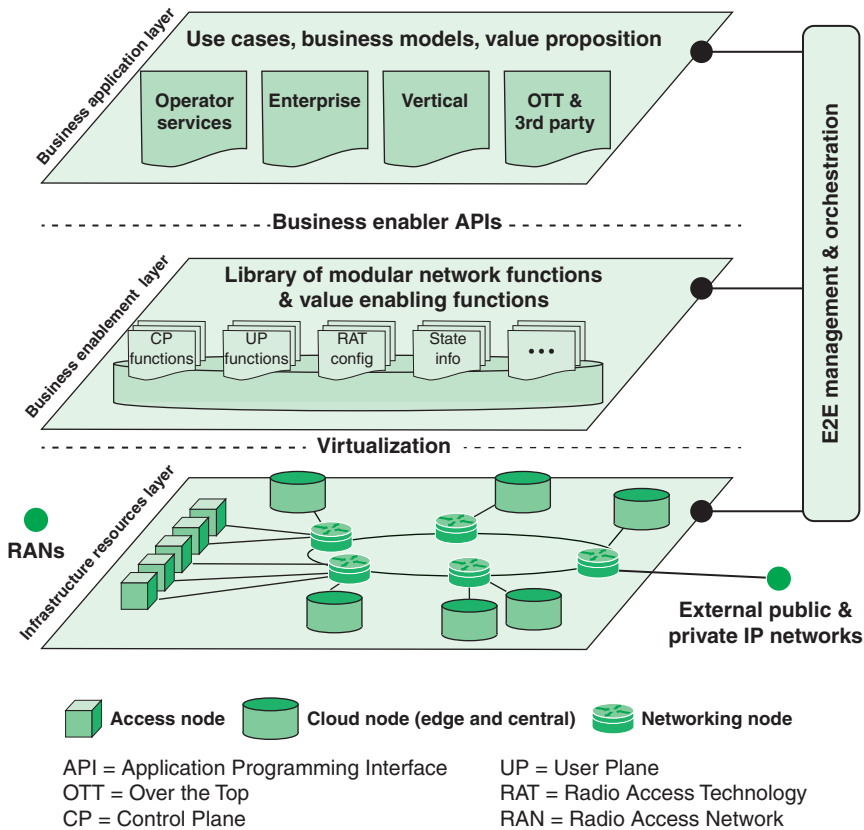 Business application layer
Use cases, business models, value proposition
Operator
services
Enterprise
Vertical
OTT &
3rd party
E2E management & orchestration
Business enabler APIs
Business enablement layer
Library of modular network functions
& value enabling functions
CP
functions
UP
functions
RAT
config
State
info
•••
Virtualization
Infrastructure resources layer
RANs
External public &
private IP networks
Access node
Cloud node (edge and central)
Networking node
API = Application Programming Interface
OTT = Over the Top
CP = Control Plane
UP = User Plane
RAT = Radio Access Technology
RAN = Radio Access Network